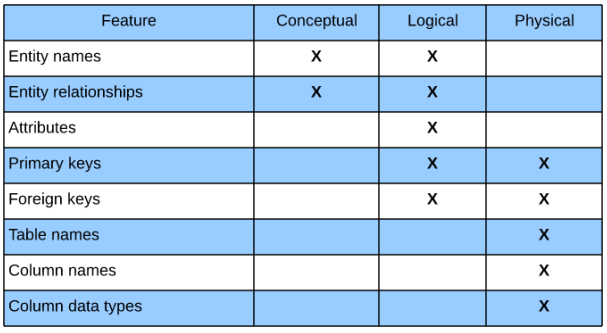 Feature Conceptual Logical Physical
Entity names X X
Entity relationships X X
Attributes X
Primary keys X X
Foreign keys X X
Table names X
Column names X
Column data types X